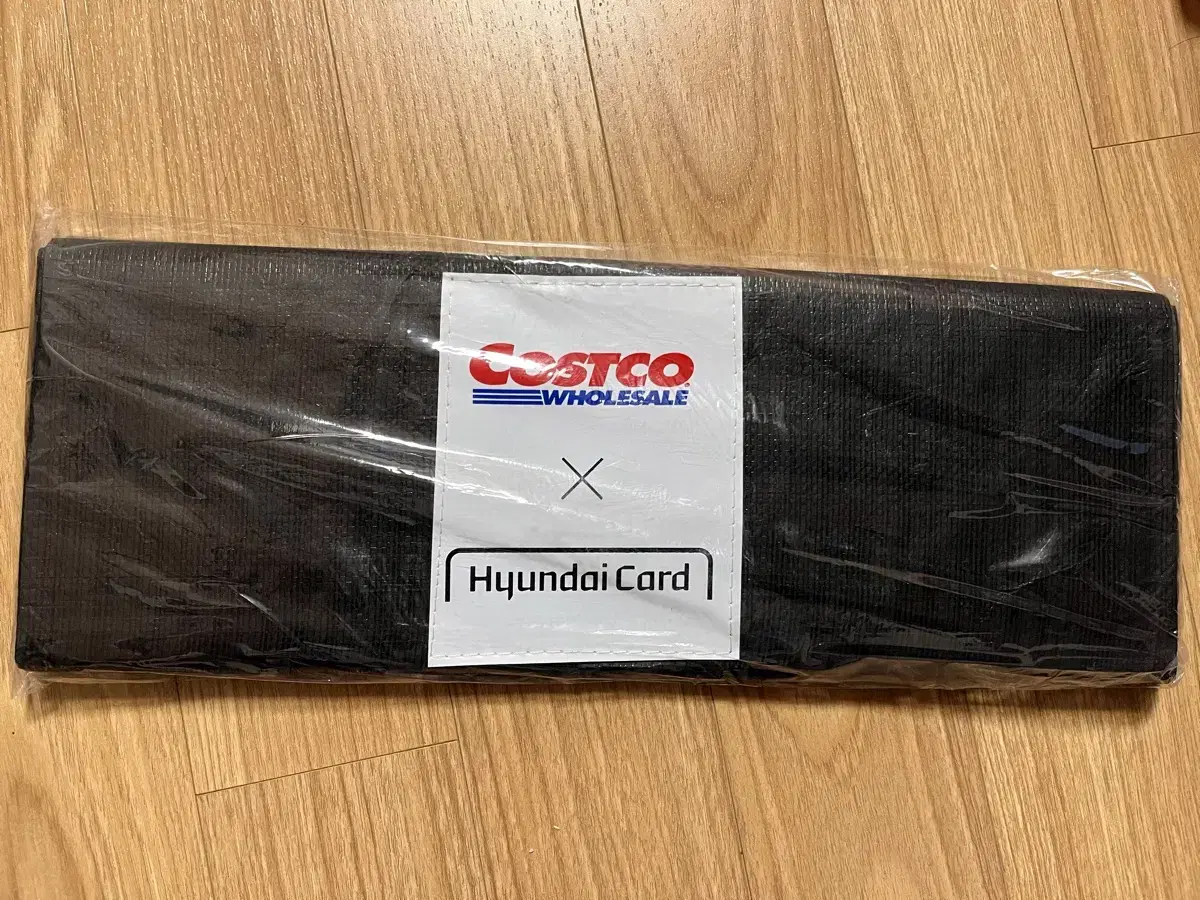 COSTCO
WHOLESALE
×
Hyundai Card